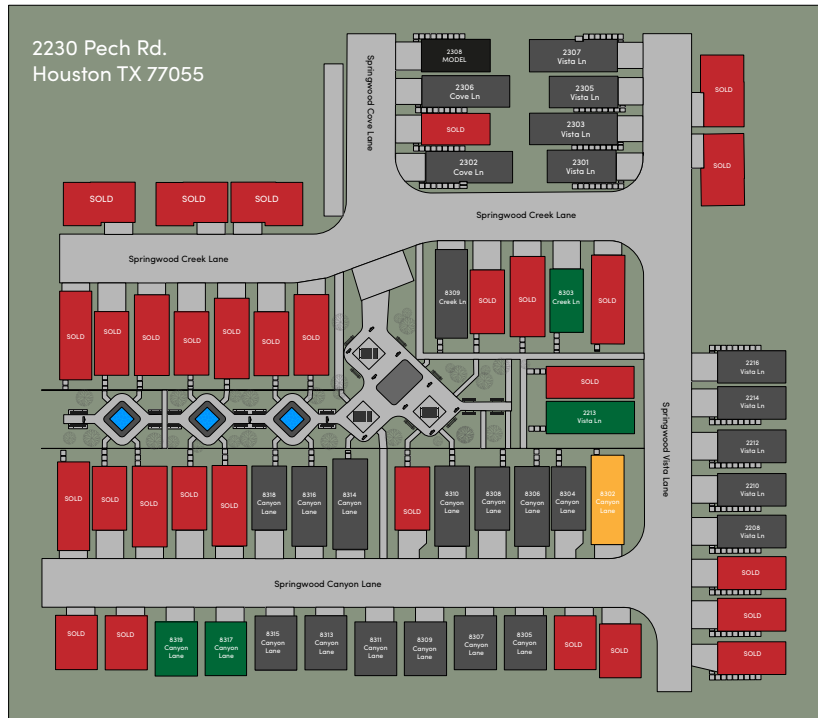 2230 Pech Rd.
Houston TX 77055
Springwood Cove Lane
2308
MODEL
2306
Cove Ln
SOLD
2302
Cove Ln
2307
Vista Ln
2305
Vista Ln
2303
Vista Ln
2301
Vista Ln
SOLD
SOLD
SOLD
SOLD
SOLD
Springwood Creek Lane
Springwood Creek Lane
SOLD
SOLD
SOLD
SOLD
SOLD
SOLD
SOLD
8309
Creek Ln
SOLD
SOLD
8303
Creek Ln
SOLD
SOLD
2213
Vista Ln
Springwood Vista Lane
2216
Vista Ln
2214
Vista Ln
2212
Vista Ln
2210
Vista Ln
2208
Vista Ln
SOLD
SOLD
SOLD
SOLD
SOLD
SOLD
SOLD
SOLD
8318
Canyon
Lane
8316
Canyon
Lane
8314
Canyon
Lane
SOLD
8310
Canyon
Lane
8308
Canyon
Lane
8306
Canyon
Lane
8304
Canyon
Lane
8302
Canyon
Lane
Springwood Canyon Lane
SOLD
SOLD
8319
Canyon
Lane
8317
Canyon
Lane
8315
Canyon
Lane
8313
Canyon
Lane
8311
Canyon
Lane
8309
Canyon
Lane
8307
Canyon
Lane
8305
Canyon
Lane
SOLD
SOLD